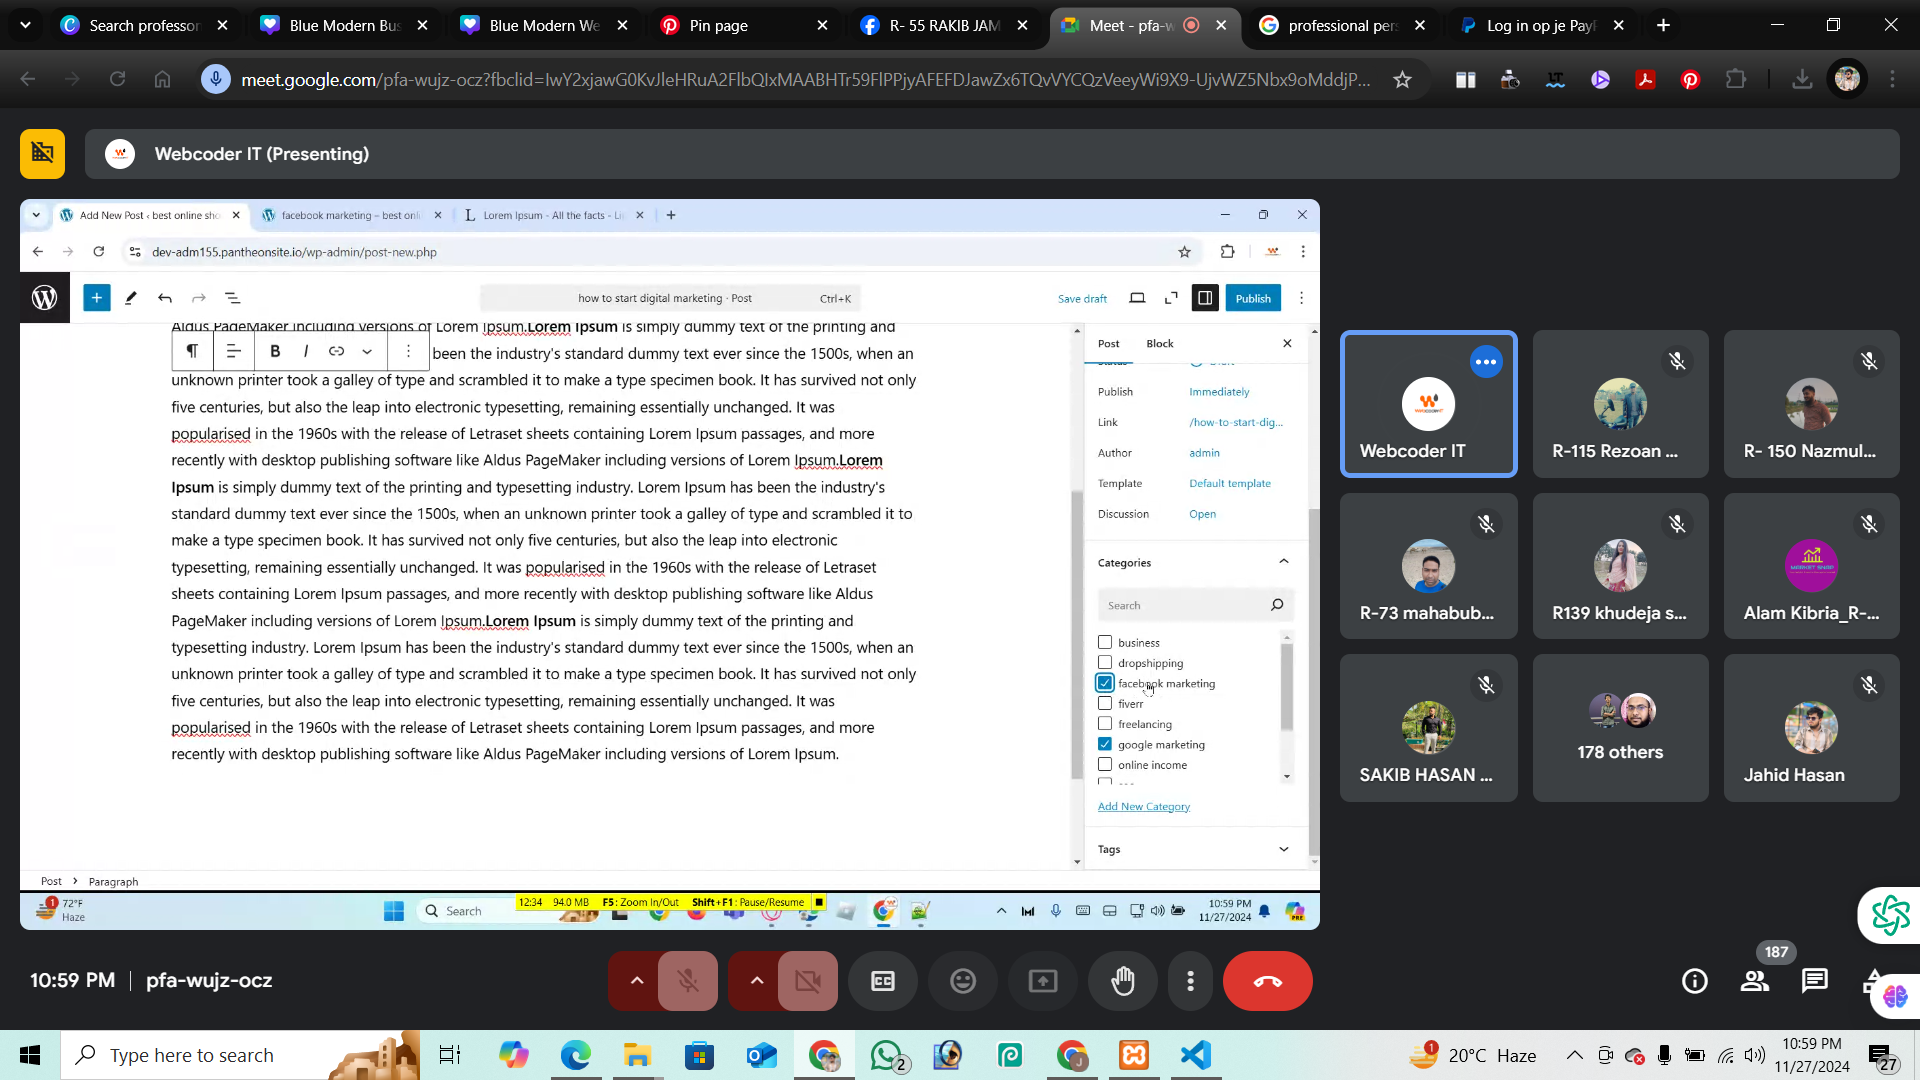 Search professor
Blue Modern Bus
Blue Modern We
Pin page
R- 55 RAKIB JAM
Meet - pfa-w
professional pers
Log in op je PayP
meet.google.com/pfa-wujz-ocz?fbclid=IwY2xjawG0KvJleHRuA2FlbQIxMAABHTr59FlPPjyAFEFDJawZx6TQvVYCQzVeeyWi9X9-UjvWZ5Nbx9oMddjP...
Webcoder IT (Presenting)
Add New Post ‹ best online sho
facebook marketing – best onli
Lorem Ipsum - All the facts - Li
dev-adm155.pantheonsite.io/wp-admin/post-new.php
how to start digital marketing · Post
Ctrl+K
Save draft
Publish
Aldus PageMaker including versions of Lorem Ipsum.Lorem Ipsum is simply dummy text of the printing and
been the industry's standard dummy text ever since the 1500s, when an
unknown printer took a galley of type and scrambled it to make a type specimen book. It has survived not only
five centuries, but also the leap into electronic typesetting, remaining essentially unchanged. It was
popularised in the 1960s with the release of Letraset sheets containing Lorem Ipsum passages, and more
recently with desktop publishing software like Aldus PageMaker including versions of Lorem Ipsum.Lorem
Ipsum is simply dummy text of the printing and typesetting industry. Lorem Ipsum has been the industry's
standard dummy text ever since the 1500s, when an unknown printer took a galley of type and scrambled it to
make a type specimen book. It has survived not only five centuries, but also the leap into electronic
typesetting, remaining essentially unchanged. It was popularised in the 1960s with the release of Letraset
sheets containing Lorem Ipsum passages, and more recently with desktop publishing software like Aldus
PageMaker including versions of Lorem Ipsum.Lorem Ipsum is simply dummy text of the printing and
typesetting industry. Lorem Ipsum has been the industry's standard dummy text ever since the 1500s, when an
unknown printer took a galley of type and scrambled it to make a type specimen book. It has survived not only
five centuries, but also the leap into electronic typesetting, remaining essentially unchanged. It was
popularised in the 1960s with the release of Letraset sheets containing Lorem Ipsum passages, and more
recently with desktop publishing software like Aldus PageMaker including versions of Lorem Ipsum.
Post
Block
Status
Draft
Publish
Immediately
Link
/how-to-start-dig...
Author
admin
Template
Default template
Discussion
Open
Categories
Search
business
dropshipping
facebook marketing
fiverr
freelancing
google marketing
online income
Add New Category
Tags
Post > Paragraph
72°F
Haze
Search
12:34 94.0 MB F5: Zoom In/Out Shift+F1: Pause/Resume
10:59 PM
11/27/2024
Webcoder IT
R-115 Rezoan ...
R- 150 Nazmul...
R-73 mahabub...
R139 khudeja s...
MARKET SNAP
Alam Kibria_R-...
SAKIB HASAN ...
178 others
Jahid Hasan
10:59 PM
pfa-wujz-ocz
187
Type here to search
2
1
20°C Haze
10:59 PM
11/27/2024
27